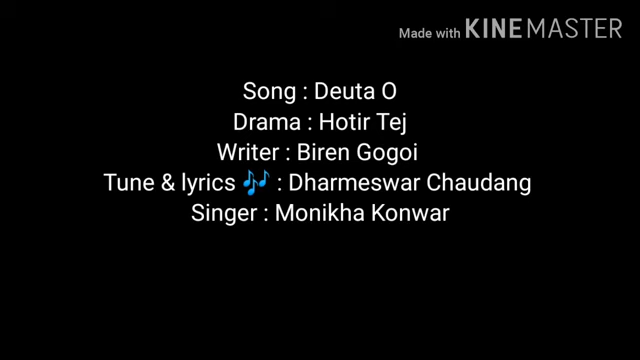 Made with KINEMASTER
Song : Deuta O
Drama : Hotir Tej
Writer : Biren Gogoi
Tune & lyrics 🎶 : Dharmeswar Chaudang
Singer : Monikha Konwar